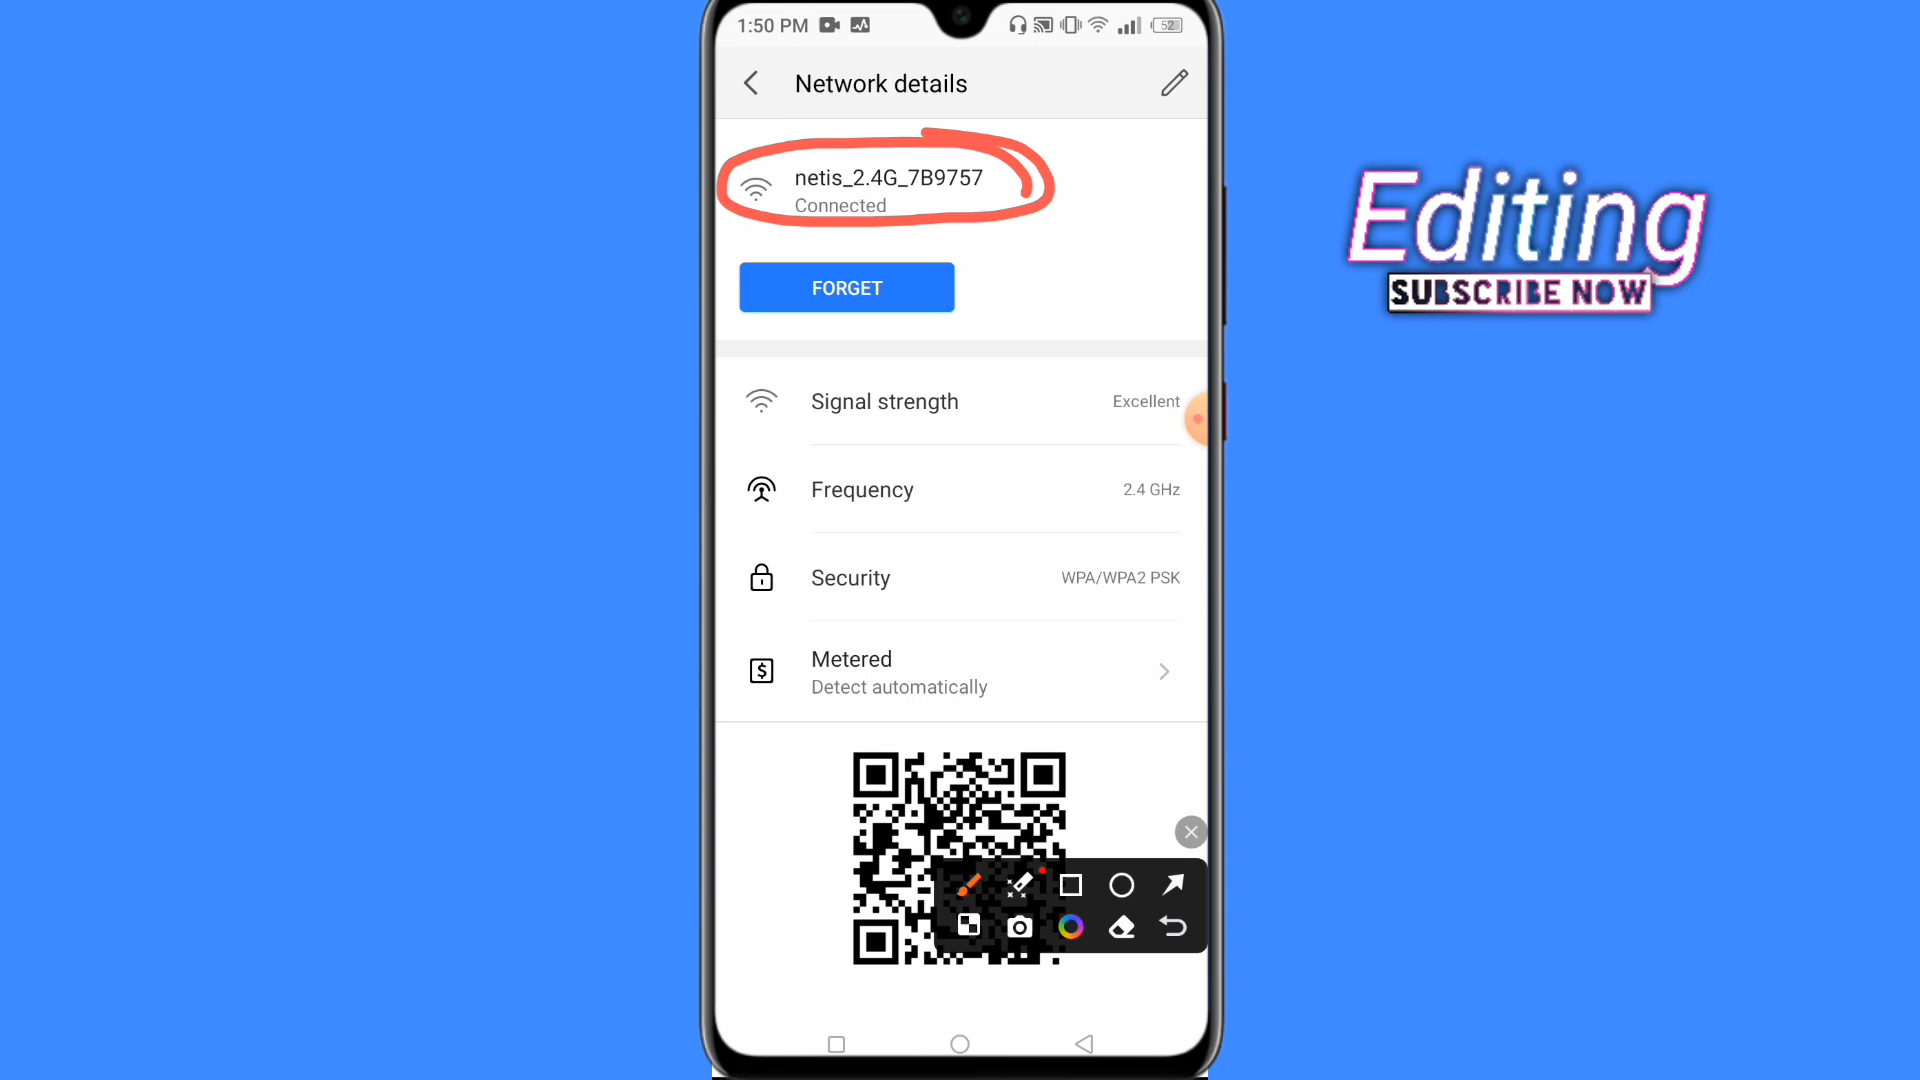 1:50 PM
52
Network details
netis_2.4G_7B9757
Connected
FORGET
Signal strength
Excellent
Frequency
2.4 GHz
Security
WPA/WPA2 PSK
Metered
Detect automatically
Editing
SUBSCRIBE NOW